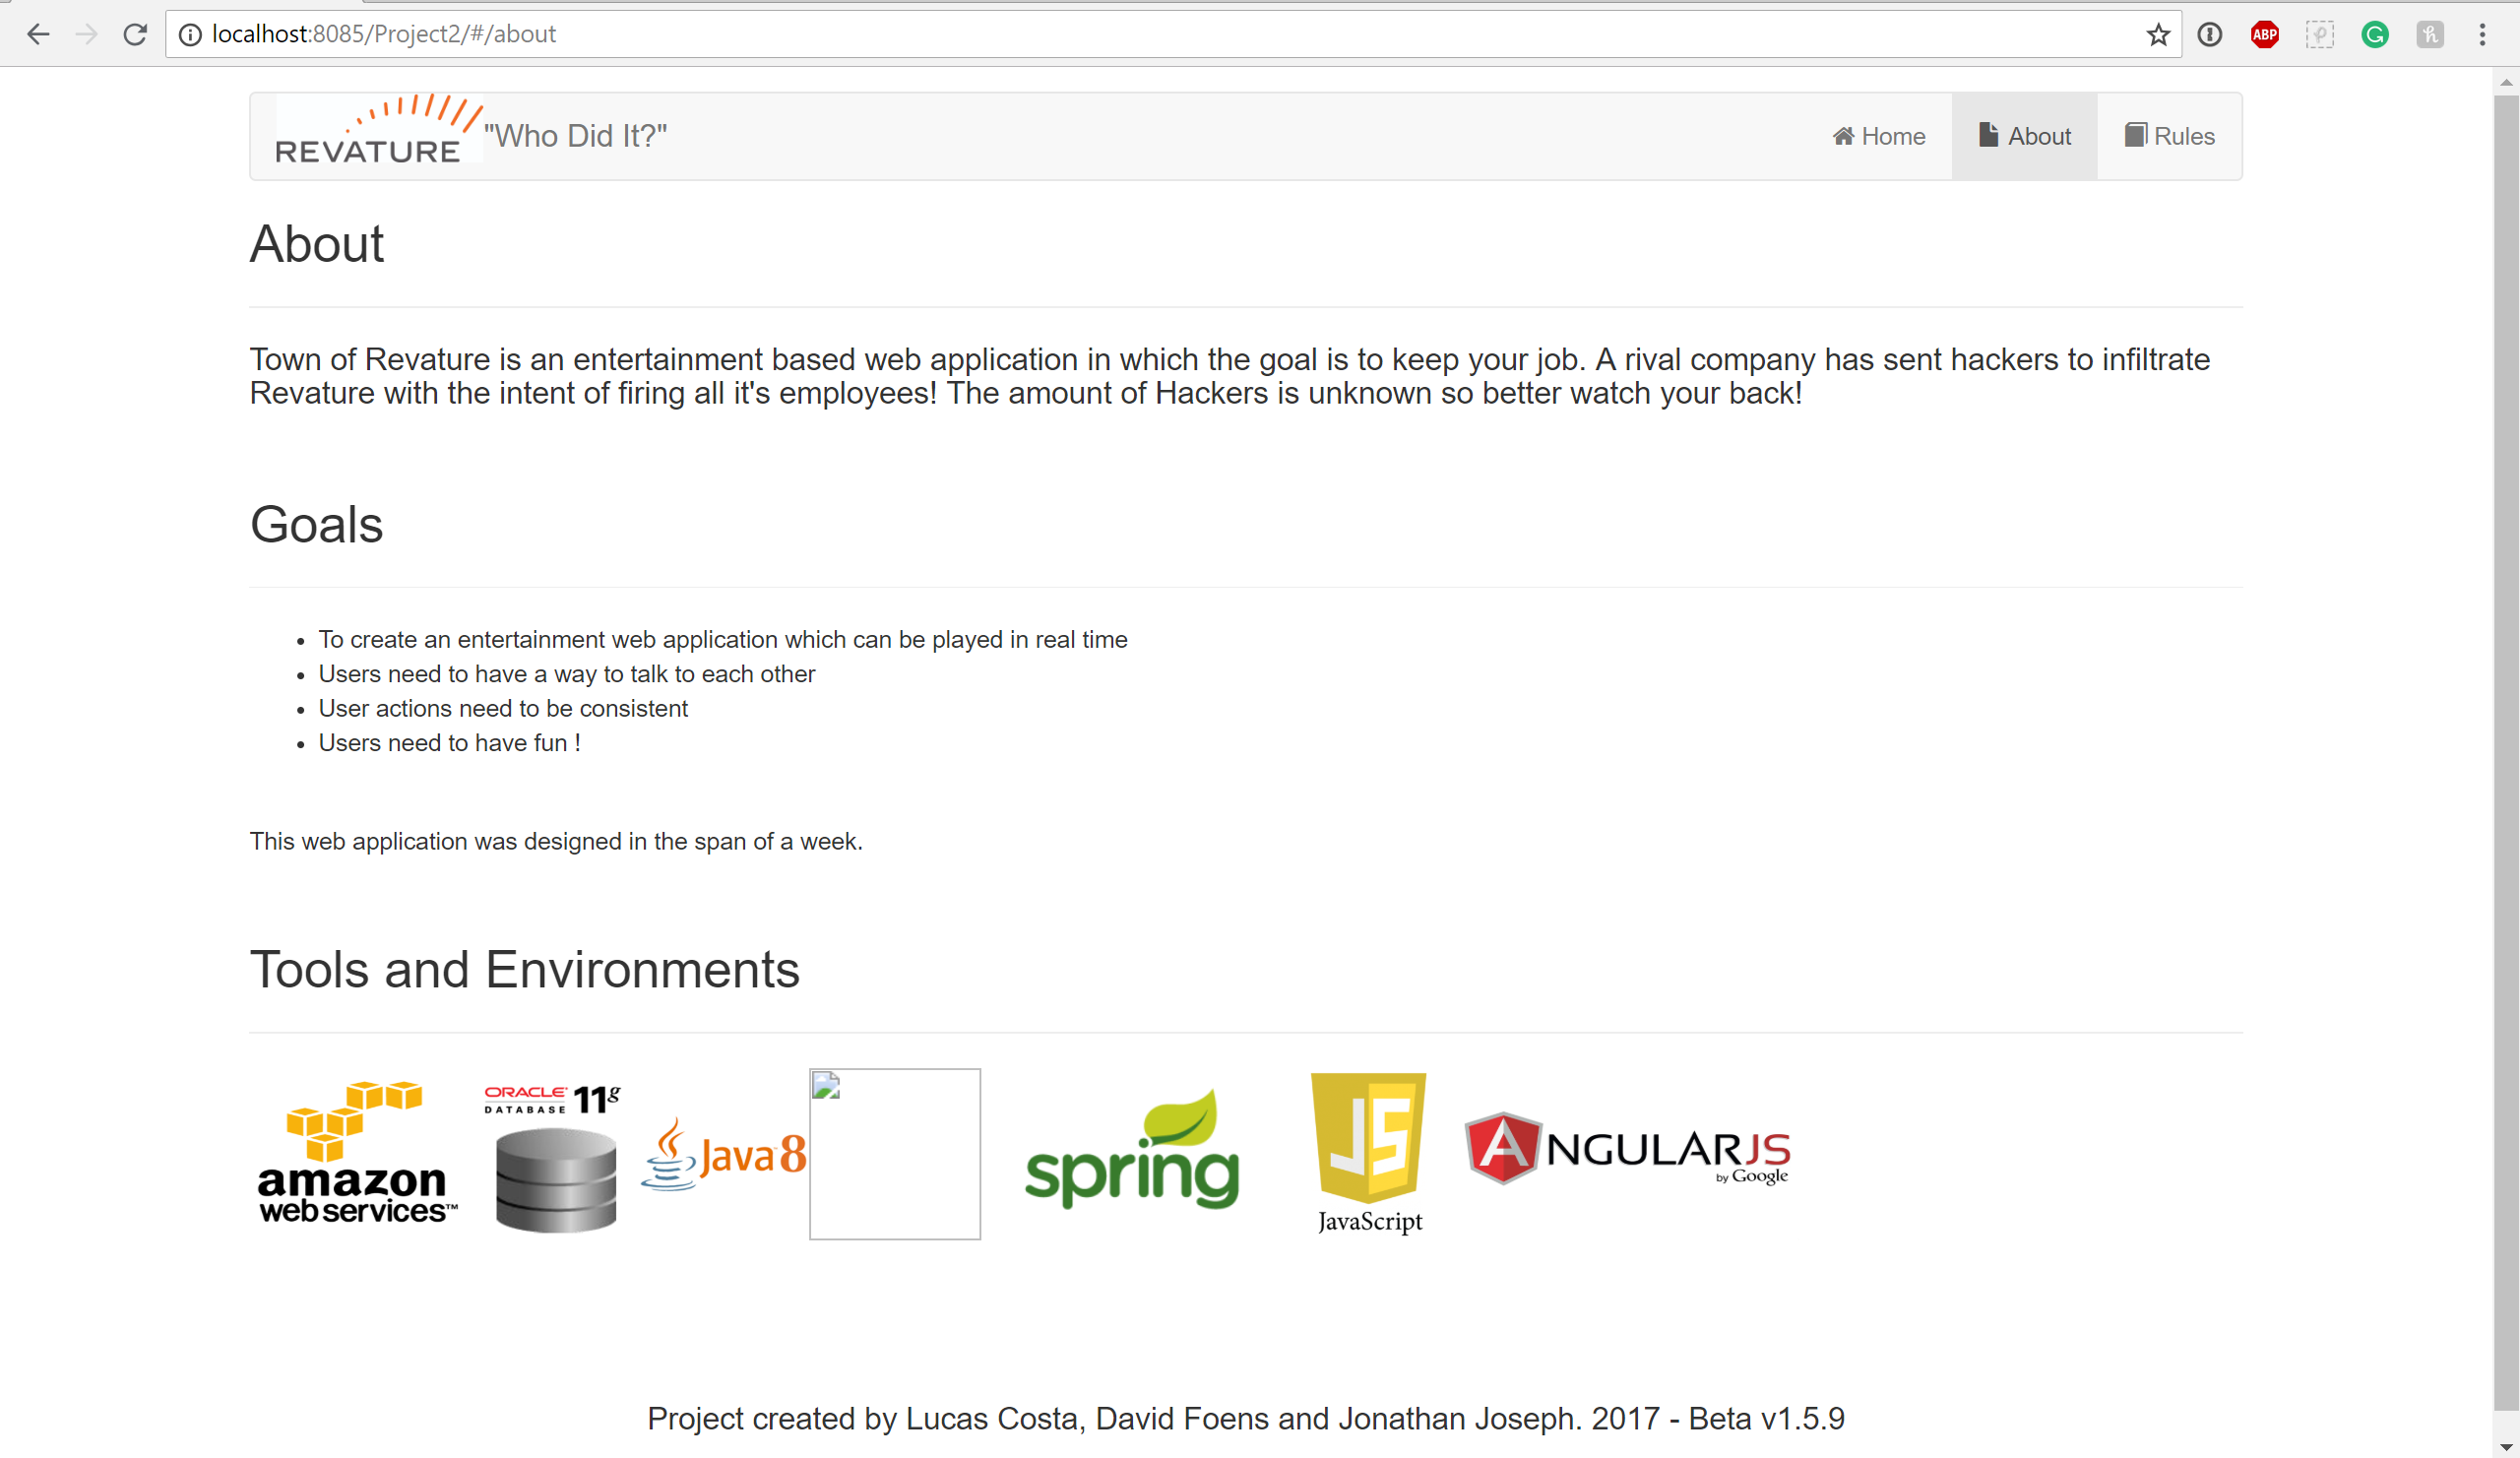 localhost:8085/Project2/#/about
ABP
REVATURE "Who Did It?"
Home
About
Rules
About
Town of Revature is an entertainment based web application in which the goal is to keep your job. A rival company has sent hackers to infiltrate
Revature with the intent of firing all it's employees! The amount of Hackers is unknown so better watch your back!
Goals
• To create an entertainment web application which can be played in real time
• Users need to have a way to talk to each other
• User actions need to be consistent
• Users need to have fun !
This web application was designed in the span of a week.
Tools and Environments
amazon
web services™
ORACLE
DATABASE 11g
Java 8
spring
JS
JavaScript
ANGULARJS
by Google
Project created by Lucas Costa, David Foens and Jonathan Joseph. 2017 - Beta v1.5.9